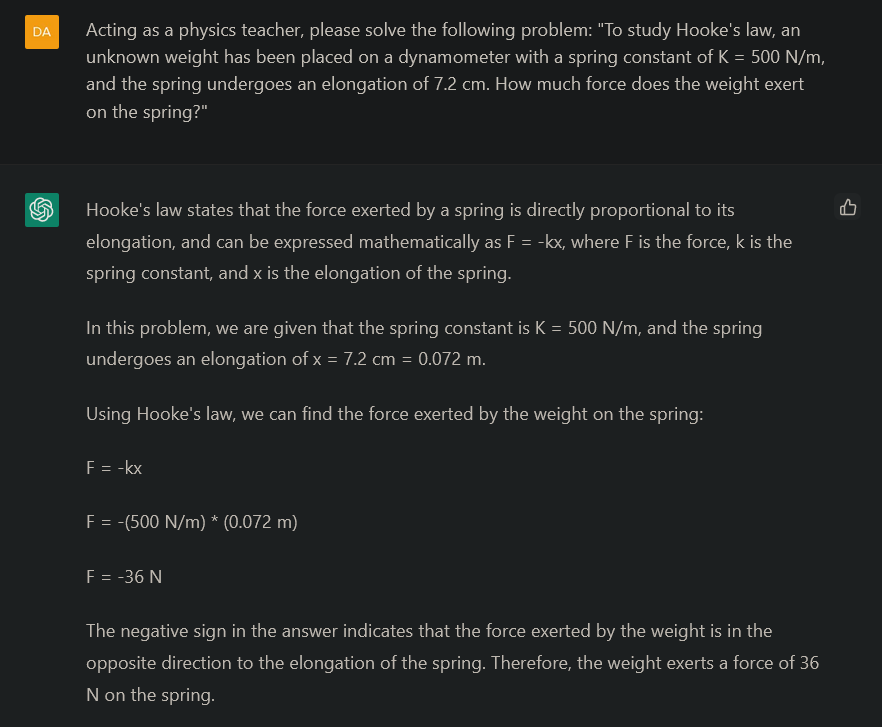 DA
Acting as a physics teacher, please solve the following problem: "To study Hooke's law, an
unknown weight has been placed on a dynamometer with a spring constant of K = 500 N/m,
and the spring undergoes an elongation of 7.2 cm. How much force does the weight exert
on the spring?"
Hooke's law states that the force exerted by a spring is directly proportional to its
elongation, and can be expressed mathematically as F = -kx, where F is the force, k is the
spring constant, and x is the elongation of the spring.
In this problem, we are given that the spring constant is K = 500 N/m, and the spring
undergoes an elongation of x = 7.2 cm = 0.072 m.
Using Hooke's law, we can find the force exerted by the weight on the spring:
F = -kx
F = -(500 N/m) * (0.072 m)
F = -36 N
The negative sign in the answer indicates that the force exerted by the weight is in the
opposite direction to the elongation of the spring. Therefore, the weight exerts a force of 36
N on the spring.